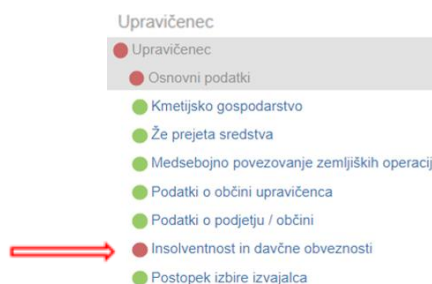 Upravičenec
Upravičenec
Osnovni podatki
Kmetijsko gospodarstvo
Že prejeta sredstva
Medsebojno povezovanje zemljiških operacij
Podatki o občini upravičenca
Podatki o podjetju / občini
Insolventnost in davčne obveznosti
Postopek izbire izvajalca